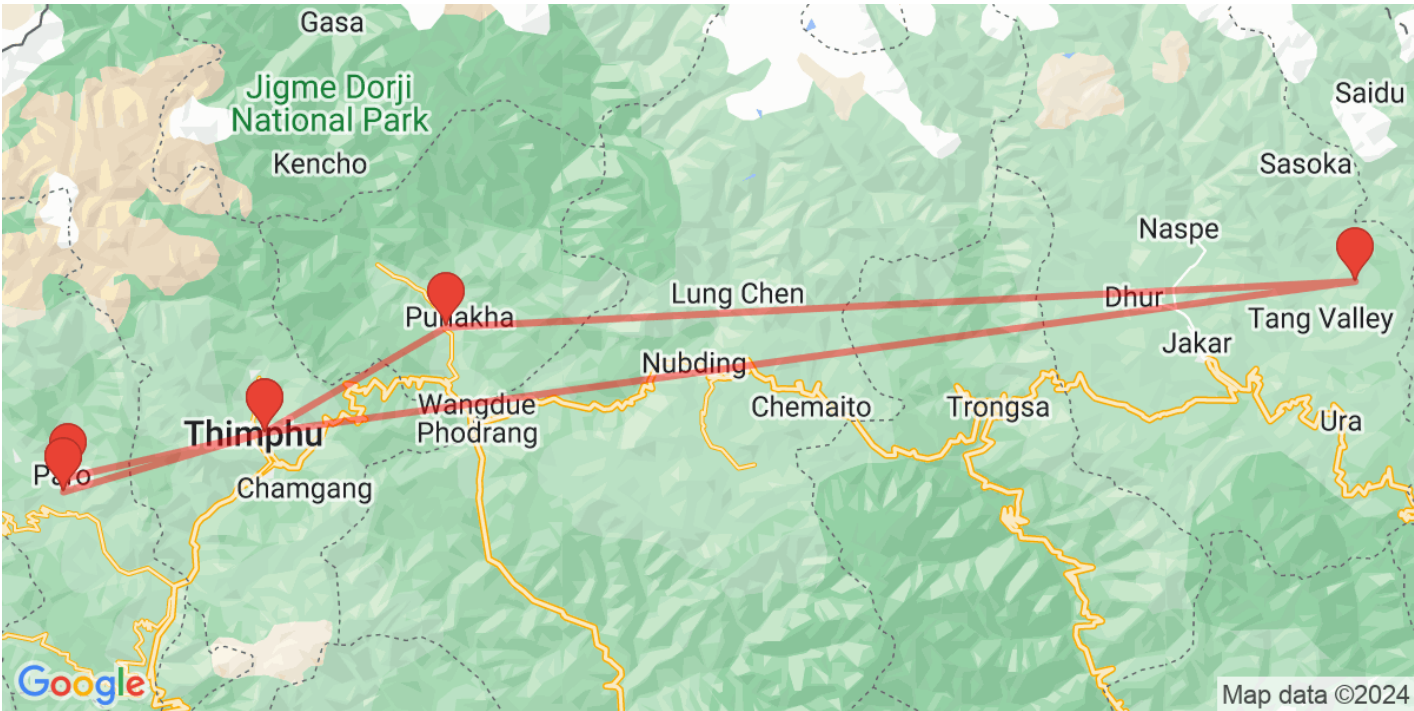 Gasa
Jigme Dorji
National Park
Kencho
Saidu
Sasoka
Naspe
Lung Chen
Dhur
Punakha
Tang Valley
Jakar
Nubding
Wangdue
Phodrang
Chemaito
Trongsa
Ura
Thimphu
Paro
Chamgang
Google
Map data ©2024